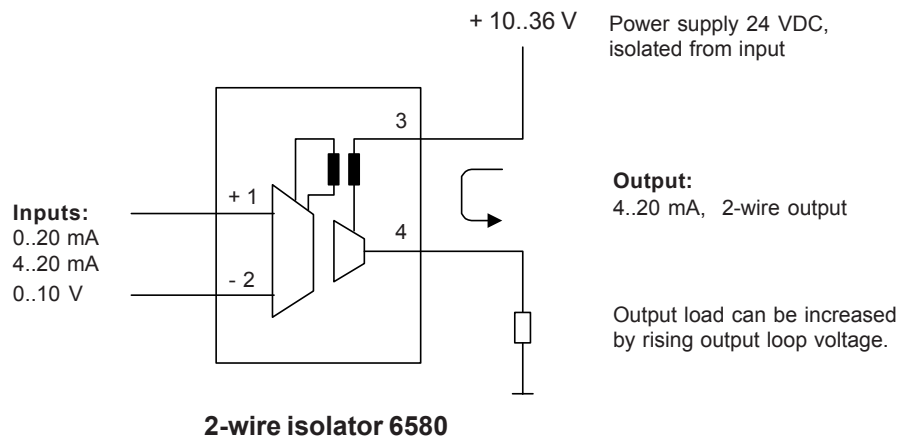 + 10..36 V
Power supply 24 VDC,
isolated from input
3
+ 1
Inputs:
0..20 mA
4..20 mA
0..10 V
- 2
4
Output:
4..20 mA, 2-wire output
Output load can be increased
by rising output loop voltage.
2-wire isolator 6580